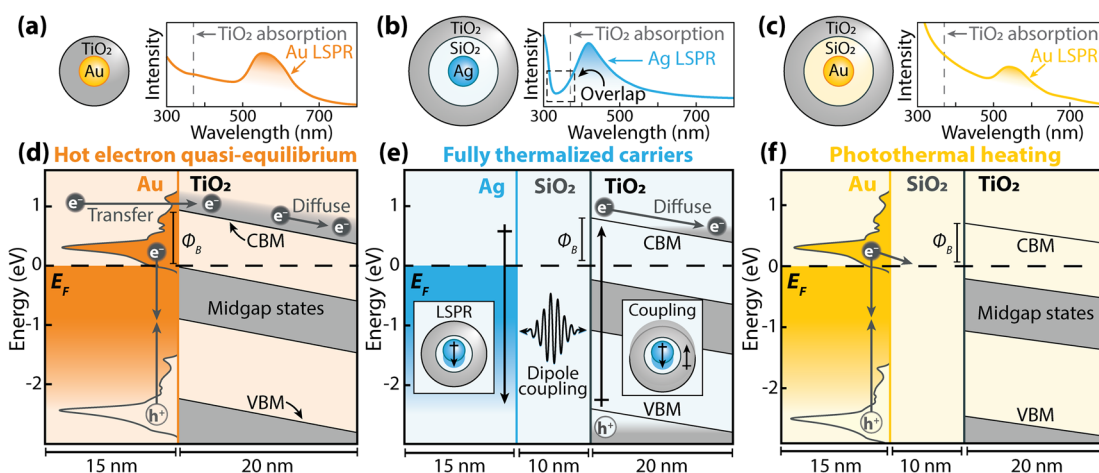 (a)
TiO₂
Au
Intensity
TiO₂ absorption
Au LSPR
300 500 700
Wavelength (nm)
(b)
TiO₂
SiO₂
Ag
Intensity
TiO₂ absorption
Ag LSPR
Overlap
300 500 700
Wavelength (nm)
(c)
TiO₂
SiO₂
Au
Intensity
TiO₂ absorption
Au LSPR
300 500 700
Wavelength (nm)
(d) Hot electron quasi-equilibrium
Energy (eV)
1
0
-1
-2
Au TiO₂
e⁻ e⁻ e⁻ e⁻
Transfer Diffuse
CBM
Φ_B
e⁻
E_F
Midgap states
VBM
h⁺
15 nm 20 nm
(e) Fully thermalized carriers
Energy (eV)
1
0
-1
-2
Ag SiO₂ TiO₂
e⁻ Diffuse e⁻
Φ_B
CBM
E_F
LSPR
Coupling
Dipole
coupling
VBM
h⁺
15 nm 10 nm 20 nm
(f) Photothermal heating
Energy (eV)
1
0
-1
-2
Au SiO₂ TiO₂
Φ_B
CBM
e⁻
E_F
Midgap states
VBM
h⁺
15 nm 10 nm 20 nm